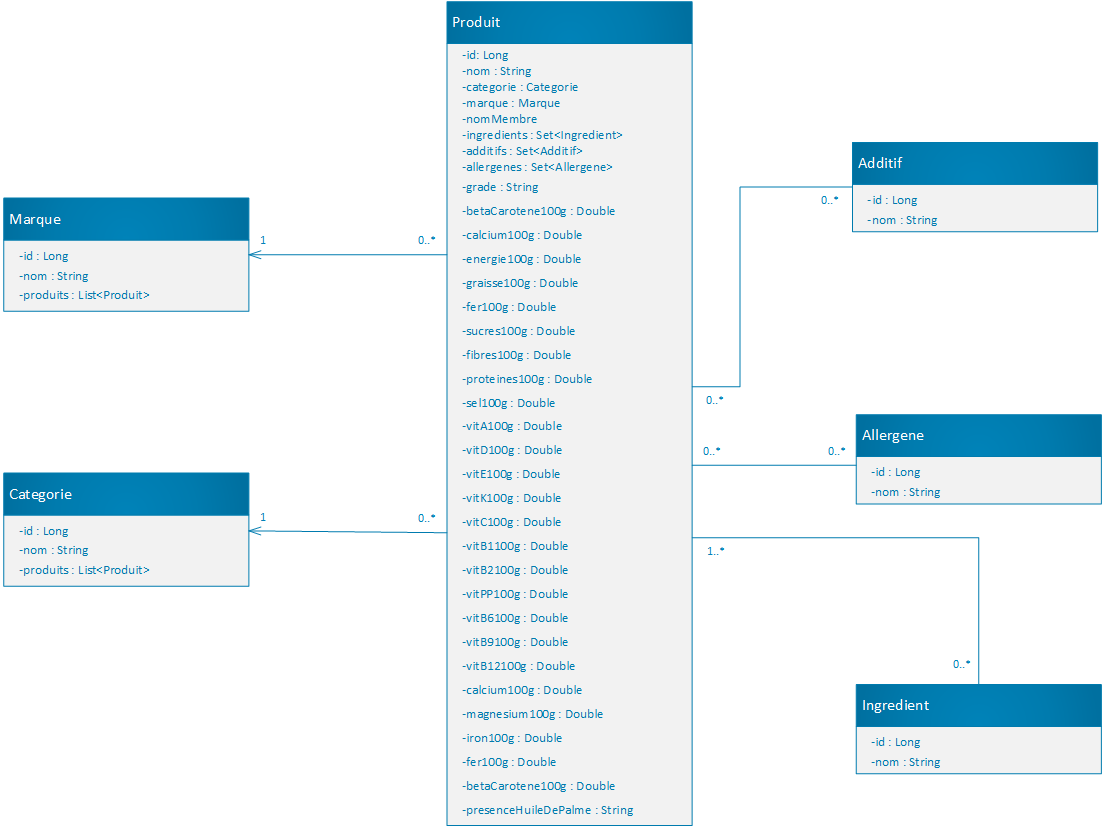 Produit
-id: Long
-nom : String
-categorie : Categorie
-marque : Marque
-nomMembre
-ingredients : Set<Ingredient>
-additifs : Set<Additif>
-allergenes : Set<Allergene>
-grade : String
-betaCarotene100g : Double
-calcium100g : Double
-energie100g : Double
-graisse100g : Double
-fer100g : Double
-sucres100g : Double
-fibres100g : Double
-proteines100g : Double
-sel100g : Double
-vitA100g : Double
-vitD100g : Double
-vitE100g : Double
-vitK100g : Double
-vitC100g : Double
-vitB1100g : Double
-vitB2100g : Double
-vitPP100g : Double
-vitB6100g : Double
-vitB9100g : Double
-vitB12100g : Double
-calcium100g : Double
-magnesium100g : Double
-iron100g : Double
-fer100g : Double
-betaCarotene100g : Double
-presenceHuileDePalme : String
Marque
-id : Long
-nom : String
-produits : List<Produit>
1
0..*
Categorie
-id : Long
-nom : String
-produits : List<Produit>
1
0..*
Additif
-id : Long
-nom : String
0..*
0..*
Allergene
-id : Long
-nom : String
0..*
0..*
Ingredient
-id : Long
-nom : String
1..*
0..*